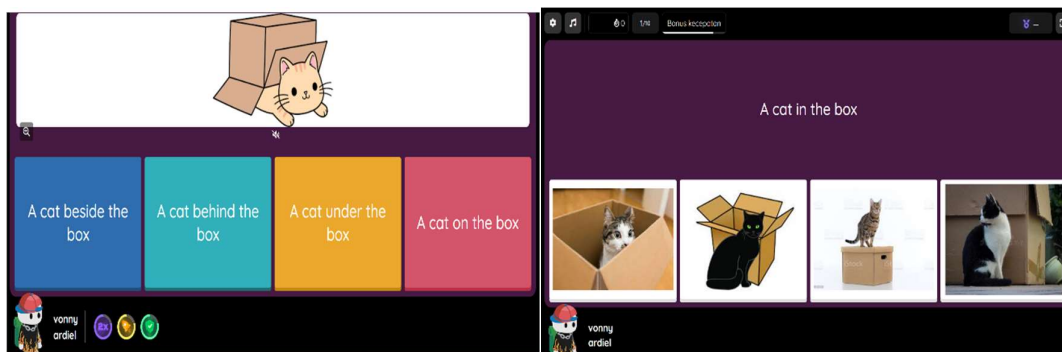 A cat beside the
box
A cat behind the
box
A cat under the
box
A cat on the box
vonny
ardiel
2X
0
1/10
Bonus kecepatan
A cat in the box
vonny
ardiel